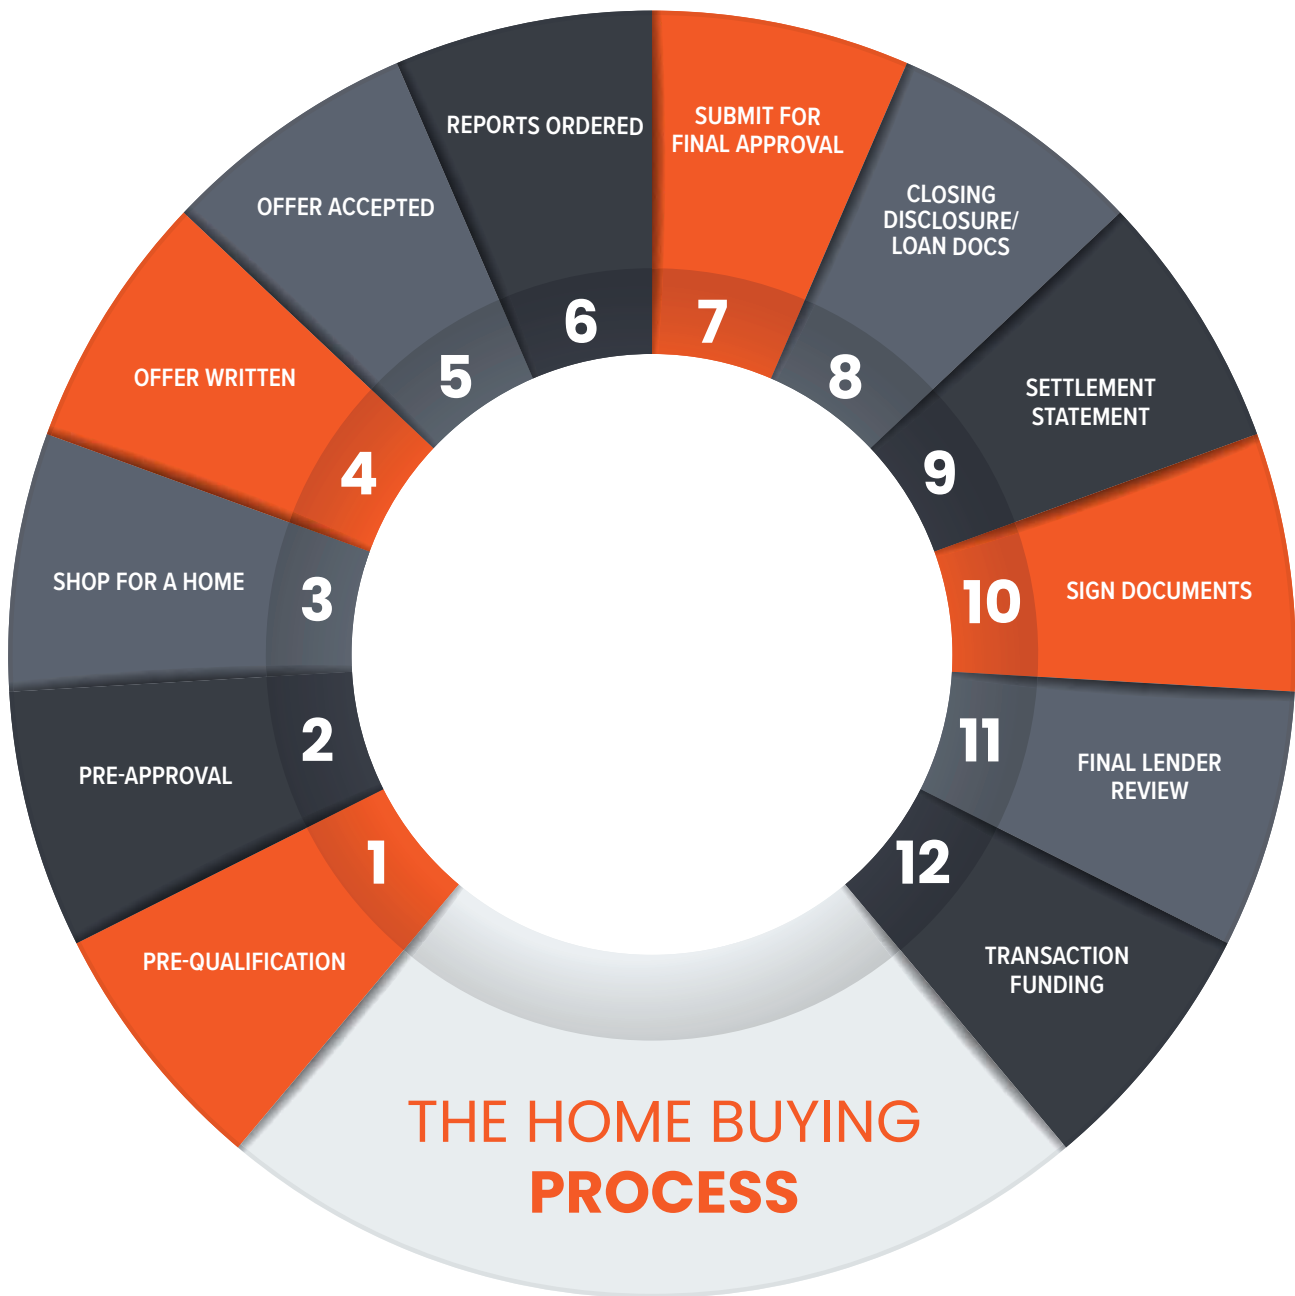 1
PRE-QUALIFICATION
2
PRE-APPROVAL
3
SHOP FOR A HOME
4
OFFER WRITTEN
5
OFFER ACCEPTED
6
REPORTS ORDERED
7
SUBMIT FOR
FINAL APPROVAL
8
CLOSING
DISCLOSURE/
LOAN DOCS
9
SETTLEMENT
STATEMENT
10
SIGN DOCUMENTS
11
FINAL LENDER
REVIEW
12
TRANSACTION
FUNDING
THE HOME BUYING
PROCESS